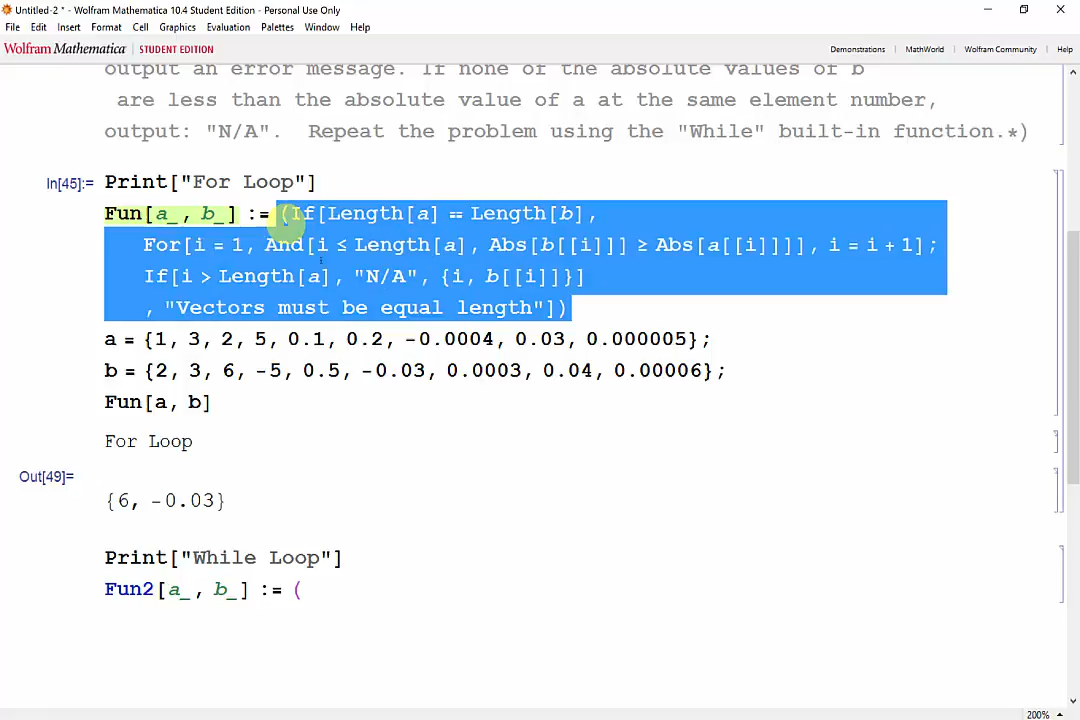 Untitled-2 * - Wolfram Mathematica 10.4 Student Edition - Personal Use Only
File Edit Insert Format Cell Graphics Evaluation Palettes Window Help
Wolfram Mathematica | STUDENT EDITION
Demonstrations | MathWorld | Wolfram Community | Help
output an error message. If none of the absolute values of b
are less than the absolute value of a at the same element number,
output: "N/A". Repeat the problem using the "While" built-in function.*)
In[45]:= Print["For Loop"]
Fun[a_, b_] := (If[Length[a] == Length[b],
For[i = 1, And[i ≤ Length[a], Abs[b[[i]]] ≥ Abs[a[[i]]]], i = i + 1];
If[i > Length[a], "N/A", {i, b[[i]]}]
, "Vectors must be equal length"])
a = {1, 3, 2, 5, 0.1, 0.2, -0.0004, 0.03, 0.000005};
b = {2, 3, 6, -5, 0.5, -0.03, 0.0003, 0.04, 0.00006};
Fun[a, b]
For Loop
Out[49]=
{6, -0.03}
Print["While Loop"]
Fun2[a_, b_] := (
200%